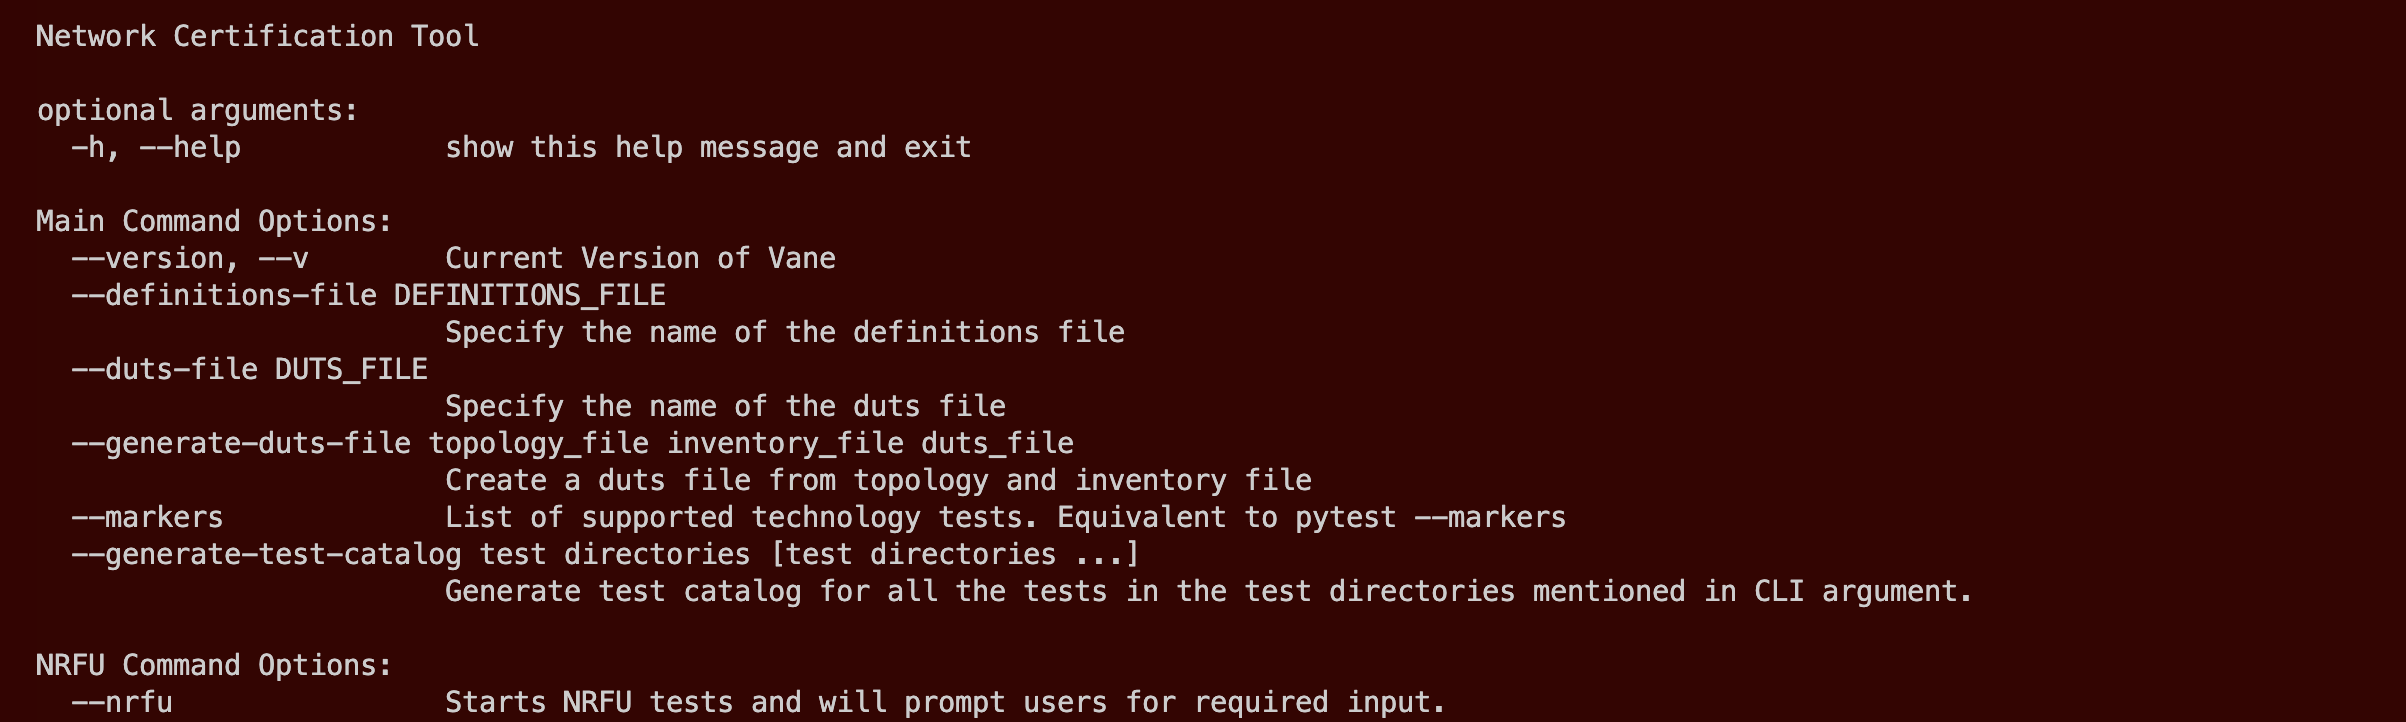 Network Certification Tool
optional arguments:
-h, --help show this help message and exit
Main Command Options:
--version, --v Current Version of Vane
--definitions-file DEFINITIONS_FILE
Specify the name of the definitions file
--duts-file DUTS_FILE
Specify the name of the duts file
--generate-duts-file topology_file inventory_file duts_file
Create a duts file from topology and inventory file
--markers List of supported technology tests. Equivalent to pytest --markers
--generate-test-catalog test directories [test directories ...]
Generate test catalog for all the tests in the test directories mentioned in CLI argument.
NRFU Command Options:
--nrfu Starts NRFU tests and will prompt users for required input.